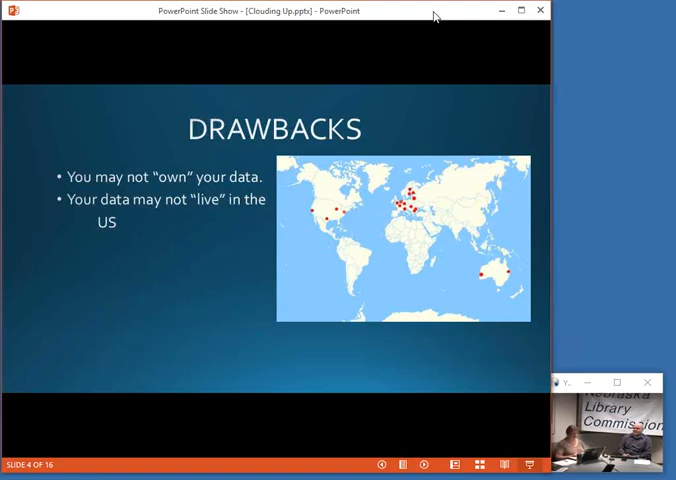 PowerPoint Slide Show - [Clouding Up.pptx] - PowerPoint
DRAWBACKS
• You may not “own” your data.
• Your data may not “live” in the
US
Y...
Nebraska
Library
Commission
SLIDE 4 OF 16